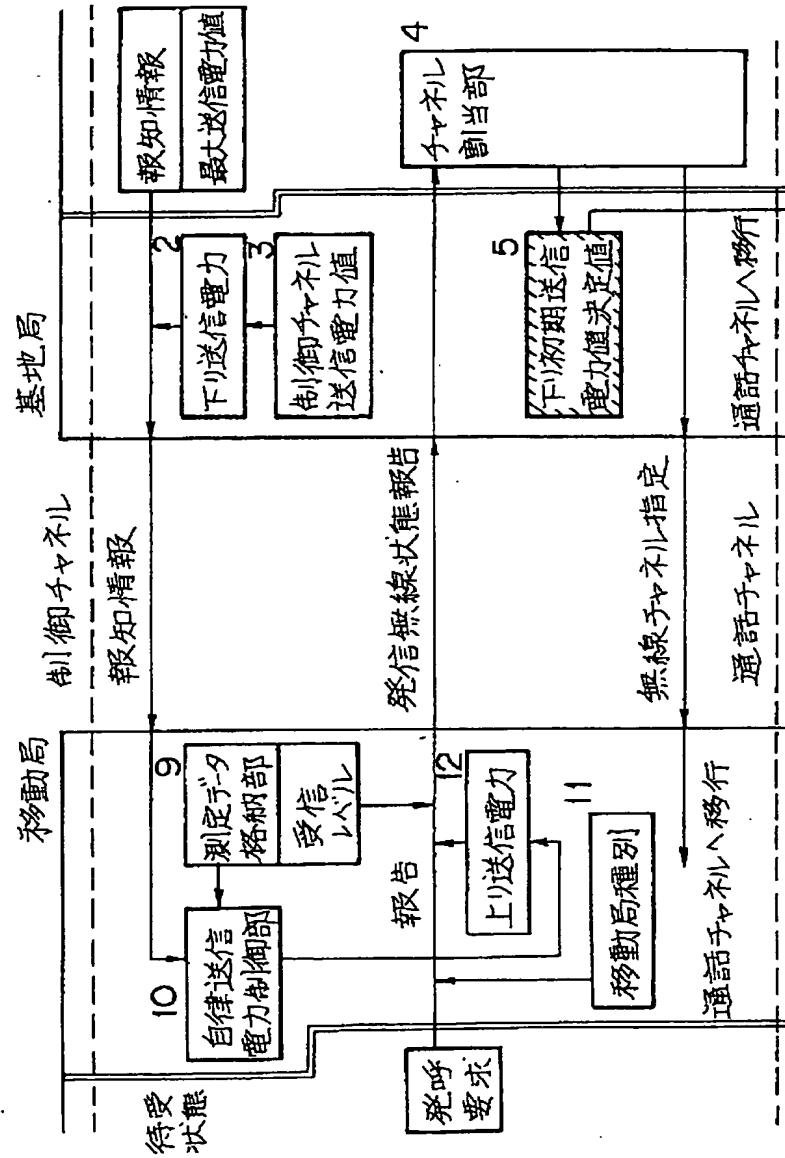 移動局
制御チャネル
基地局
待受
状態
報知情報
報知情報
最大送信電力値
10
自律送信
電力制御部
9
測定データ
格納部
受信
レベル
2
下り送信電力
3
制御チャネル
送信電力値
発呼
要求
報告
発信無線状態報告
4
チャネル
割当部
12
上り送信電力
11
移動局種別
5
下り初期送信
電力値決定値
無線チャネル指定
通話チャネルへ移行
通話チャネル
通話チャネルへ移行